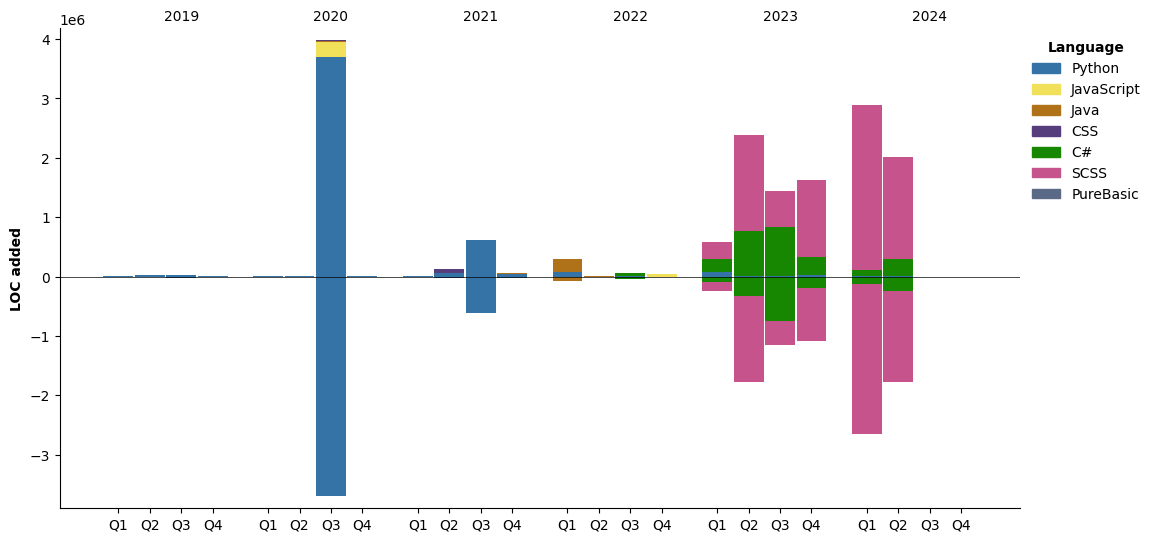 2019 2020 2021 2022 2023 2024
1e6
4
3
2
1
0
−1
−2
−3
LOC added
Q1 Q2 Q3 Q4 Q1 Q2 Q3 Q4 Q1 Q2 Q3 Q4 Q1 Q2 Q3 Q4 Q1 Q2 Q3 Q4 Q1 Q2 Q3 Q4
Language
Python
JavaScript
Java
CSS
C#
SCSS
PureBasic